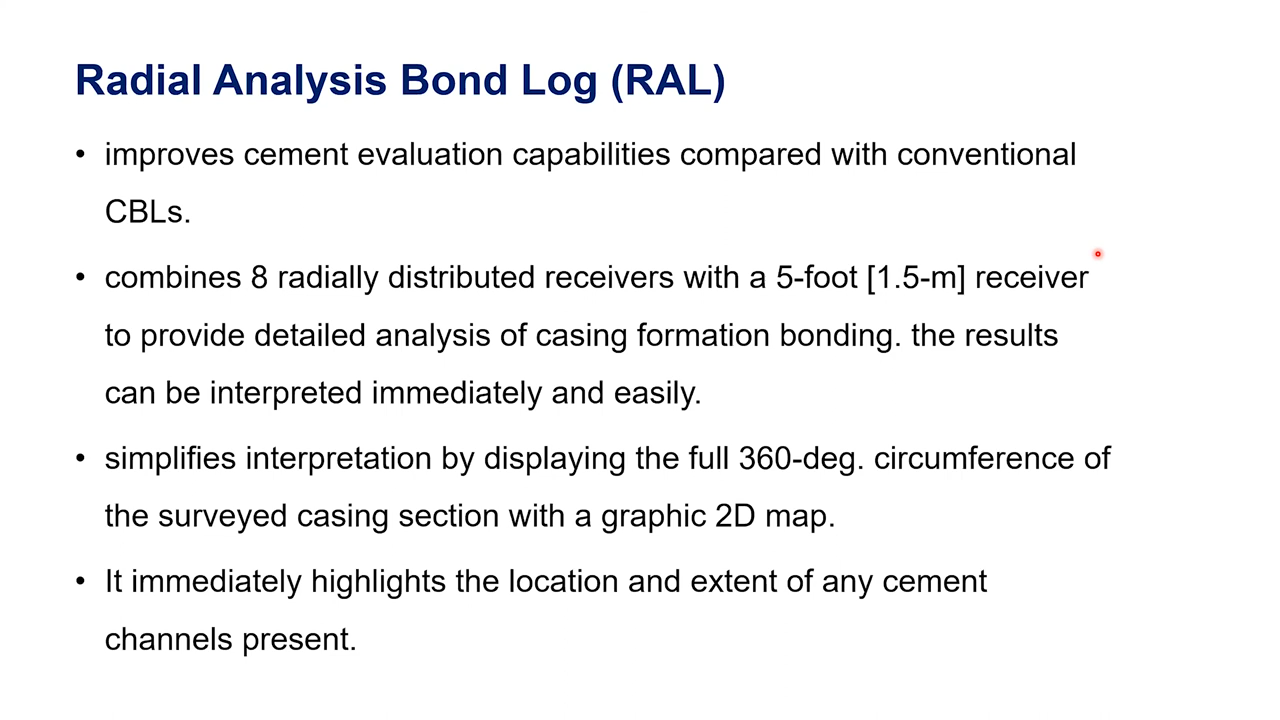 Radial Analysis Bond Log (RAL)
• improves cement evaluation capabilities compared with conventional
CBLs.
• combines 8 radially distributed receivers with a 5-foot [1.5-m] receiver
to provide detailed analysis of casing formation bonding. the results
can be interpreted immediately and easily.
• simplifies interpretation by displaying the full 360-deg. circumference of
the surveyed casing section with a graphic 2D map.
• It immediately highlights the location and extent of any cement
channels present.